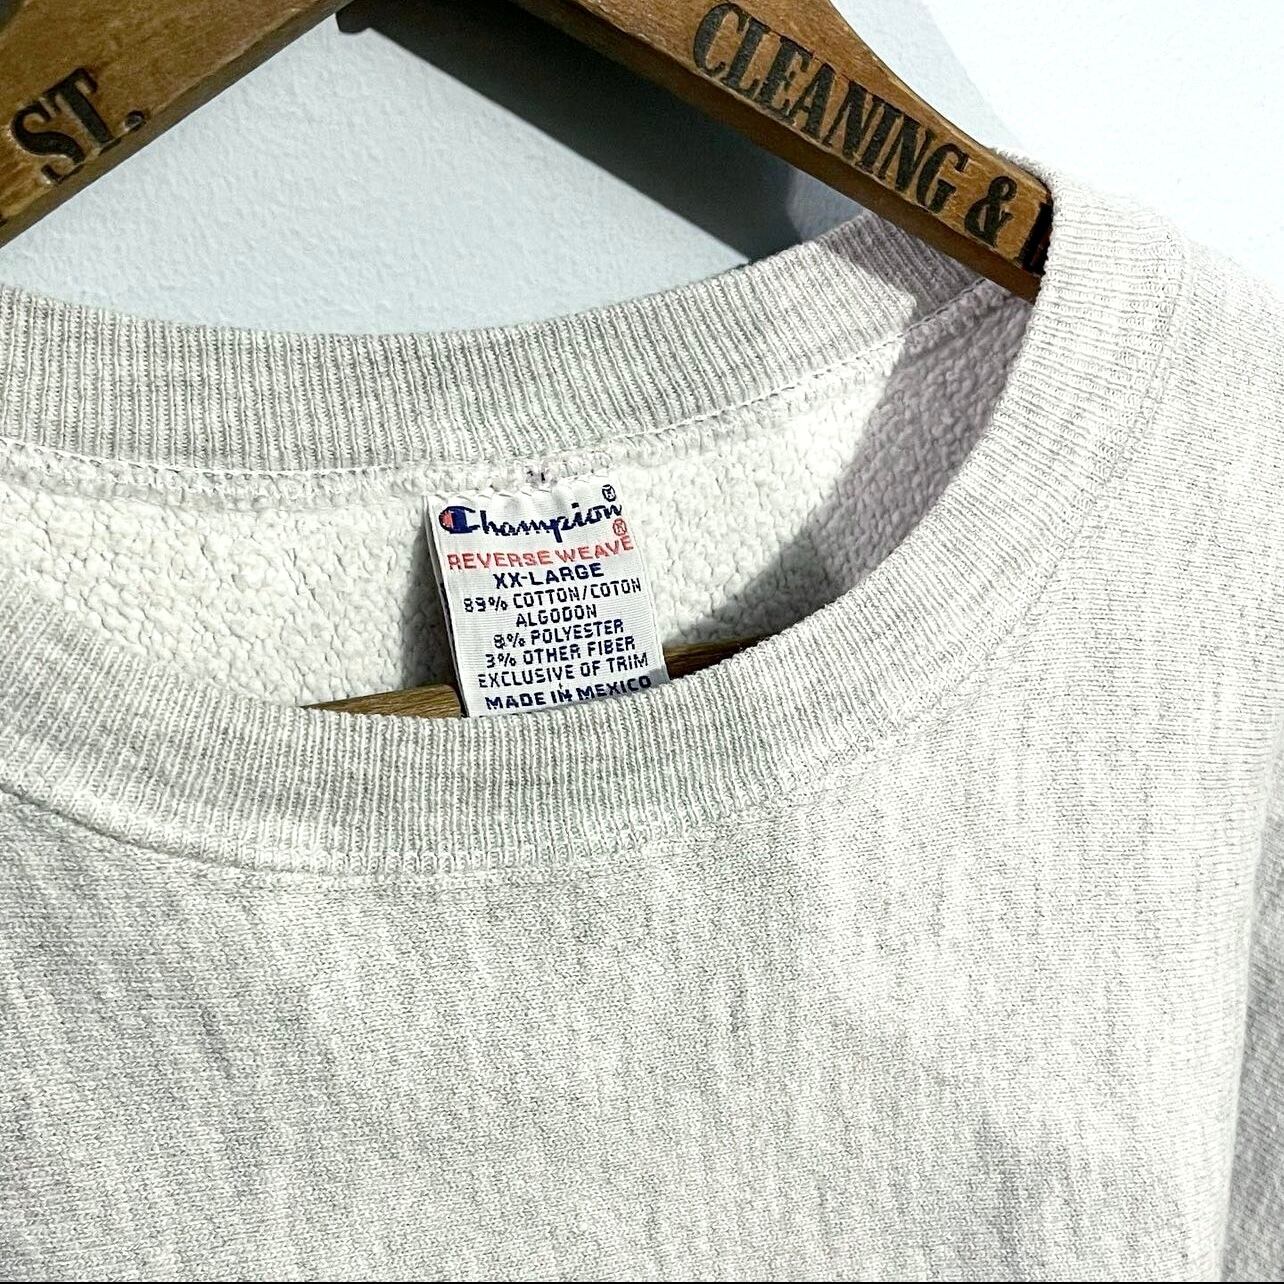 ST.
CLEANING &
Champion®
REVERSE WEAVE®
XX-LARGE
89% COTTON/COTON
ALGODON
8% POLYESTER
3% OTHER FIBER
EXCLUSIVE OF TRIM
MADE IN MEXICO